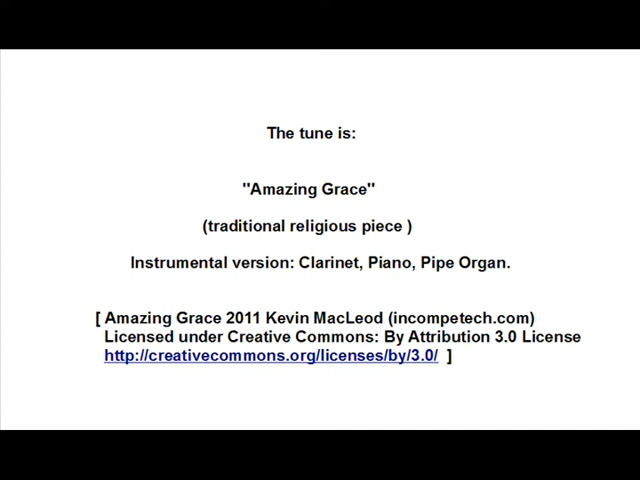 The tune is:
"Amazing Grace"
(traditional religious piece )
Instrumental version: Clarinet, Piano, Pipe Organ.
[ Amazing Grace 2011 Kevin MacLeod (incompetech.com)
Licensed under Creative Commons: By Attribution 3.0 License
http://creativecommons.org/licenses/by/3.0/ ]